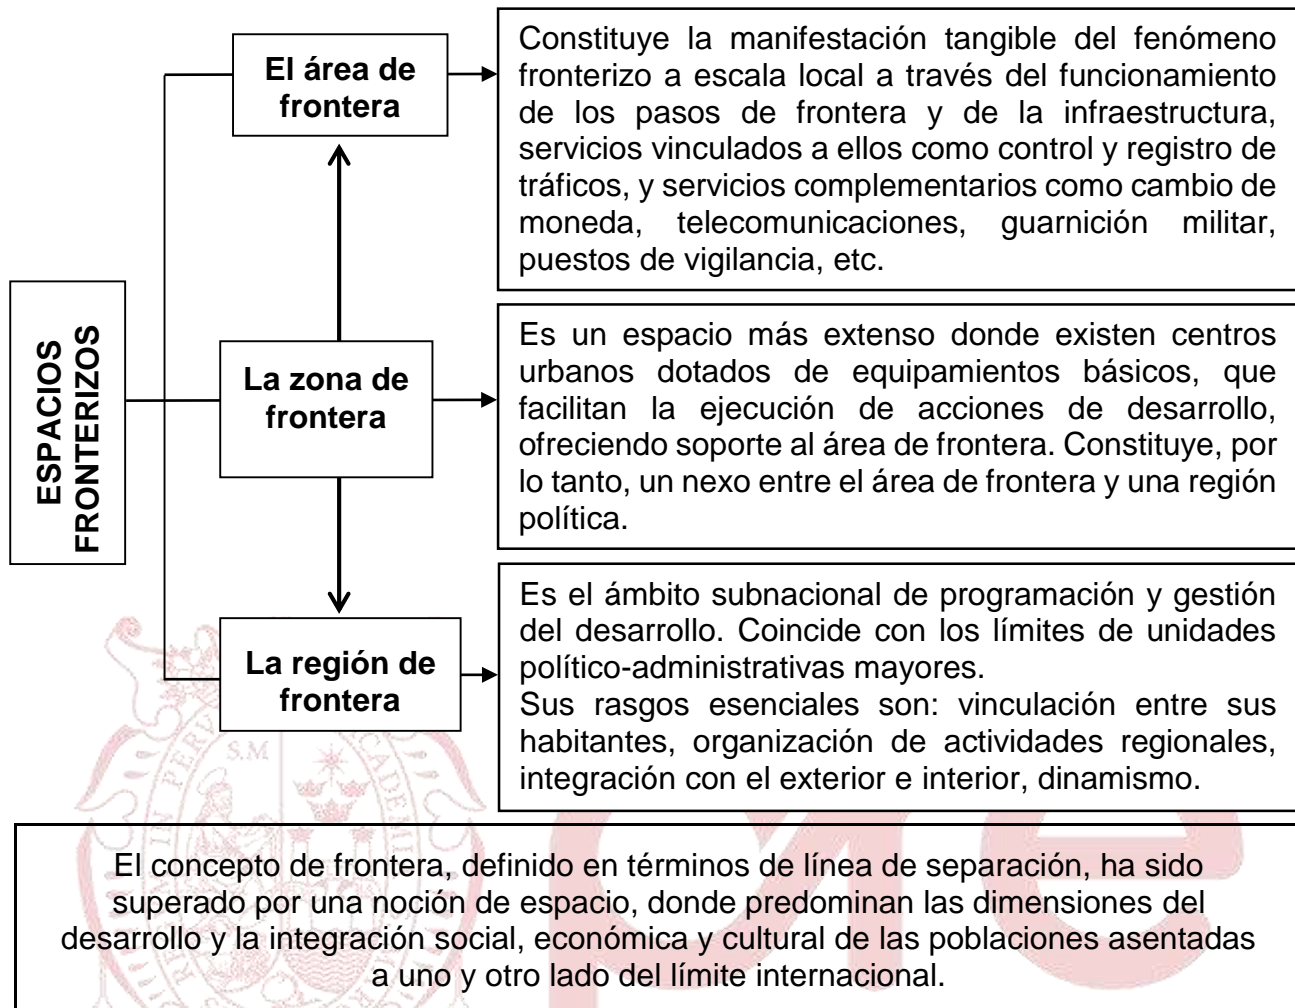 El área de
frontera
Constituye la manifestación tangible del fenómeno
fronterizo a escala local a través del funcionamiento
de los pasos de frontera y de la infraestructura,
servicios vinculados a ellos como control y registro de
tráficos, y servicios complementarios como cambio de
moneda, telecomunicaciones, guarnición militar,
puestos de vigilancia, etc.
ESPACIOS
FRONTERIZOS
La zona de
frontera
Es un espacio más extenso donde existen centros
urbanos dotados de equipamientos básicos, que
facilitan la ejecución de acciones de desarrollo,
ofreciendo soporte al área de frontera. Constituye, por
lo tanto, un nexo entre el área de frontera y una región
política.
La región de
frontera
Es el ámbito subnacional de programación y gestión
del desarrollo. Coincide con los límites de unidades
político-administrativas mayores.
Sus rasgos esenciales son: vinculación entre sus
habitantes, organización de actividades regionales,
integración con el exterior e interior, dinamismo.
S.M
pre
El concepto de frontera, definido en términos de línea de separación, ha sido
superado por una noción de espacio, donde predominan las dimensiones del
desarrollo y la integración social, económica y cultural de las poblaciones asentadas
a uno y otro lado del límite internacional.